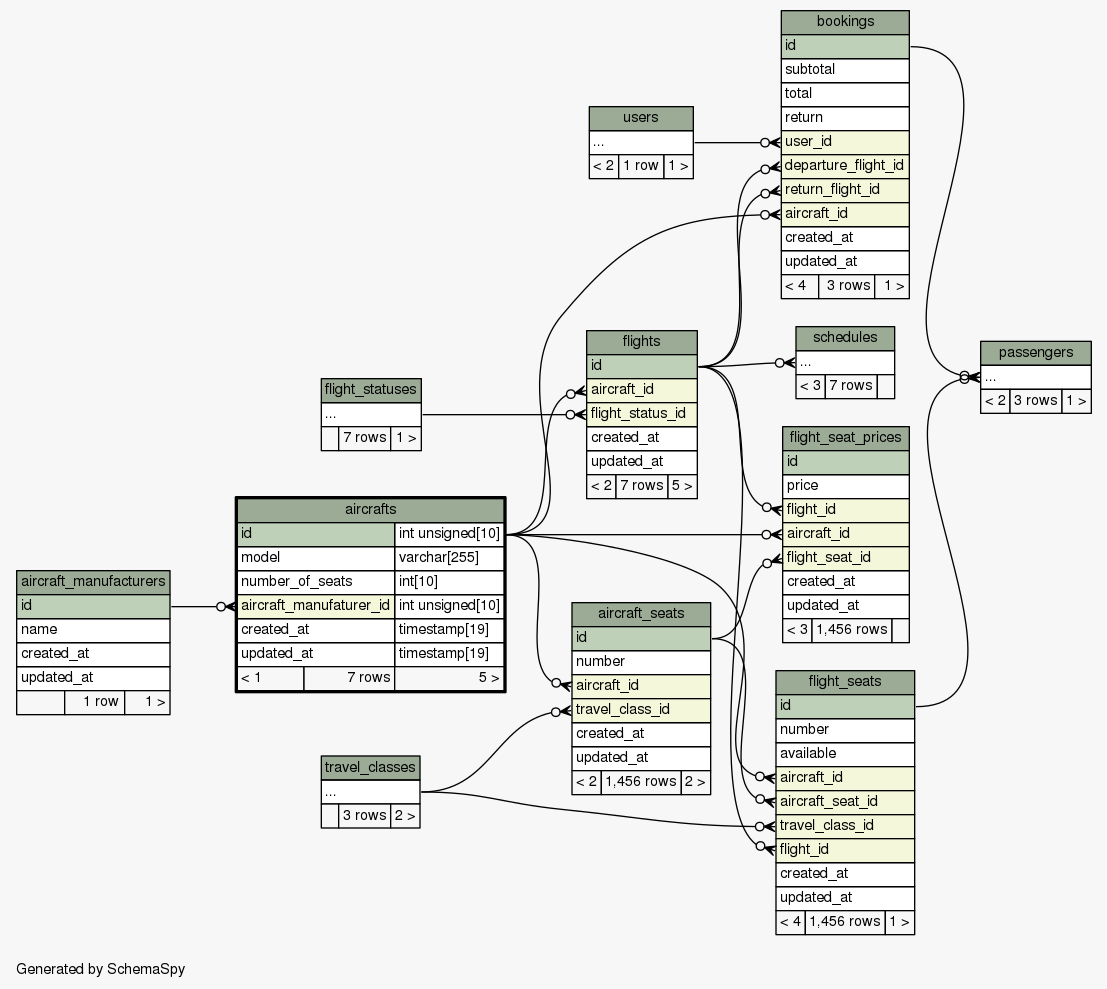 bookings
id
subtotal
total
return
user_id
departure_flight_id
return_flight_id
aircraft_id
created_at
updated_at
< 4 3 rows 1 >
users
...
< 2 1 row 1 >
flights
id
aircraft_id
flight_status_id
created_at
updated_at
< 2 7 rows 5 >
schedules
...
< 3 7 rows
passengers
...
< 2 3 rows 1 >
flight_statuses
...
7 rows 1 >
flight_seat_prices
id
price
flight_id
aircraft_id
flight_seat_id
created_at
updated_at
< 3 1,456 rows
aircrafts
id int unsigned[10]
model varchar[255]
number_of_seats int[10]
aircraft_manufaturer_id int unsigned[10]
created_at timestamp[19]
updated_at timestamp[19]
< 1 7 rows 5 >
aircraft_manufacturers
id
name
created_at
updated_at
1 row 1 >
aircraft_seats
id
number
aircraft_id
travel_class_id
created_at
updated_at
< 2 1,456 rows 2 >
flight_seats
id
number
available
aircraft_id
aircraft_seat_id
travel_class_id
flight_id
created_at
updated_at
< 4 1,456 rows 1 >
travel_classes
...
3 rows 2 >
Generated by SchemaSpy